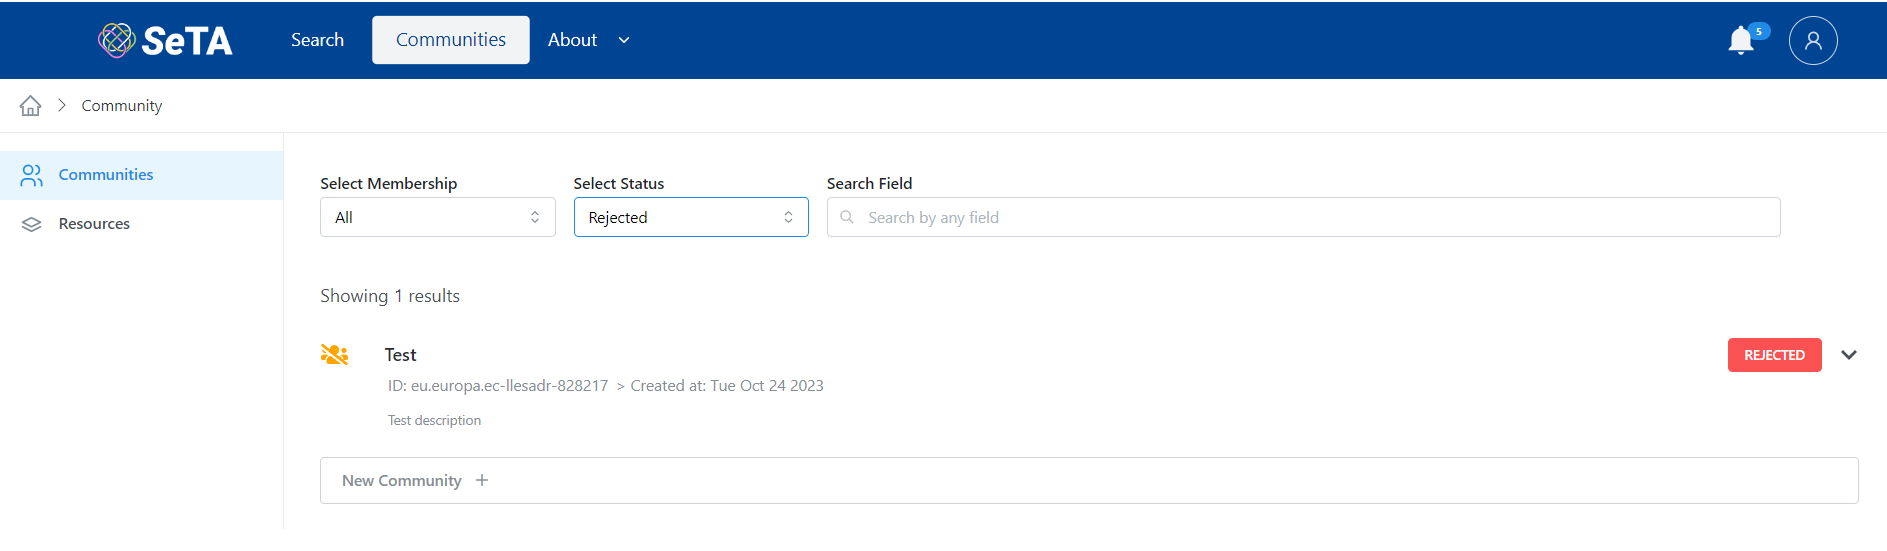 SeTA Search Communities About 5
Community
Communities
Resources
Select Membership Select Status Search Field
All Rejected Search by any field
Showing 1 results
Test REJECTED
ID: eu.europa.ec-llesadr-828217 > Created at: Tue Oct 24 2023
Test description
New Community +